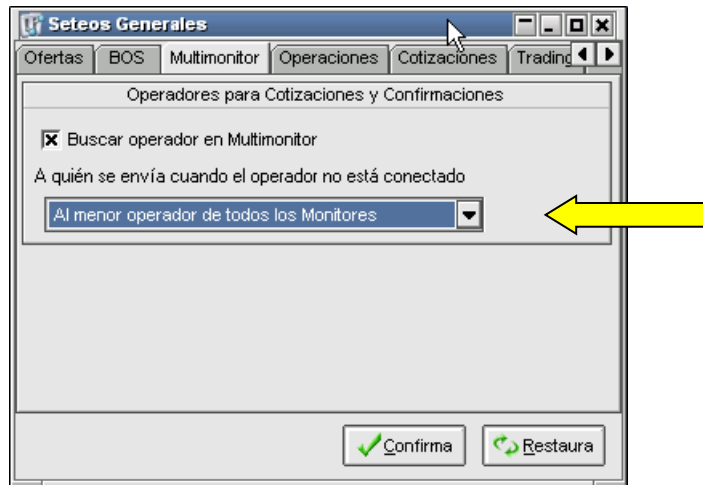 Seteos Generales
Ofertas BOS Multimonitor Operaciones Cotizaciones Trading
Operadores para Cotizaciones y Confirmaciones
Buscar operador en Multimonitor
A quién se envía cuando el operador no está conectado
Al menor operador de todos los Monitores
Confirma Restaura